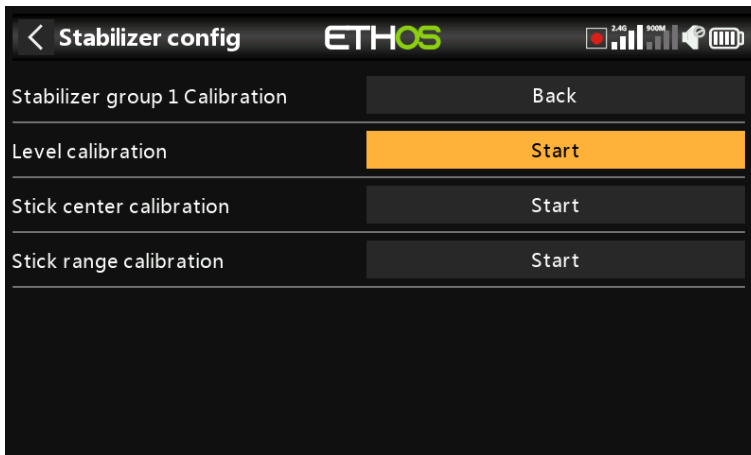 Stabilizer config
ETHOS
2.4G
900M
Stabilizer group 1 Calibration
Back
Level calibration
Start
Stick center calibration
Start
Stick range calibration
Start